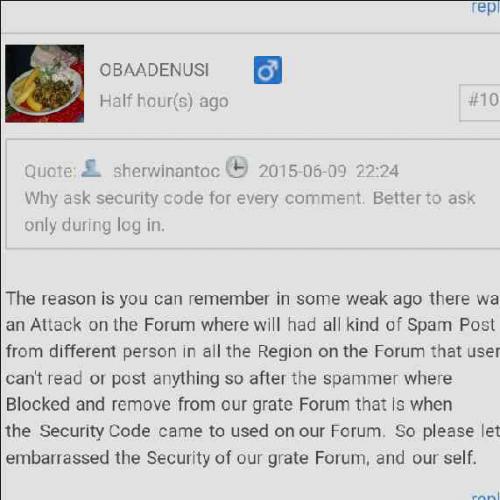 repl
OBAADENUSI
Half hour(s) ago
#10
Quote: sherwinantoc 2015-06-09 22:24
Why ask security code for every comment. Better to ask
only during log in.
The reason is you can remember in some weak ago there wa
an Attack on the Forum where will had all kind of Spam Post
from different person in all the Region on the Forum that user
can't read or post anything so after the spammer where
Blocked and remove from our grate Forum that is when
the Security Code came to used on our Forum. So please let
embarrassed the Security of our grate Forum, and our self.
repl